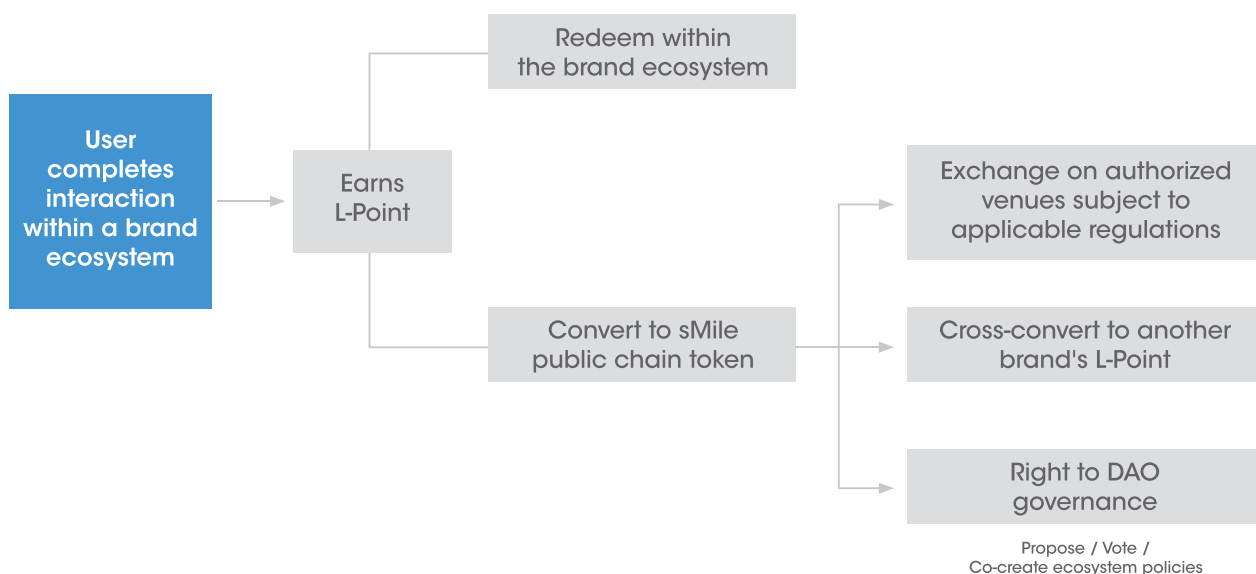 User
completes
interaction
within a brand
ecosystem
Earns
L-Point
Redeem within
the brand ecosystem
Convert to sMile
public chain token
Exchange on authorized
venues subject to
applicable regulations
Cross-convert to another
brand's L-Point
Right to DAO
governance
Propose / Vote /
Co-create ecosystem policies